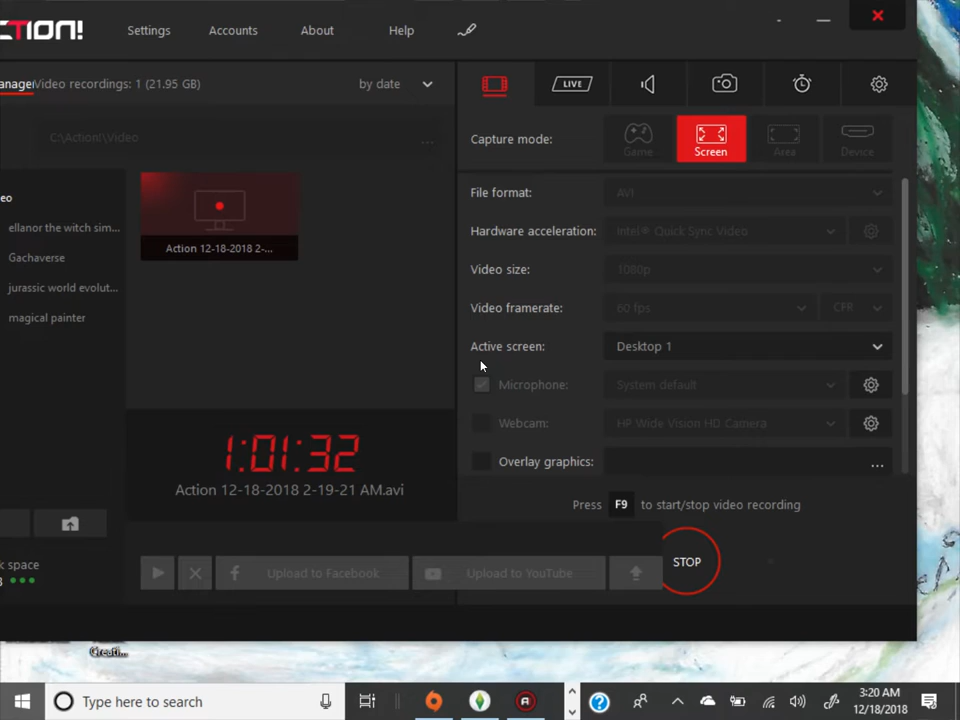 CTION! Settings Accounts About Help
anager Video recordings: 1 (21.95 GB) by date
LIVE
C:\Action!\Video ...
Capture mode: Game Screen Area Device
eo
File format: AVI
ellanor the witch sim...
Action 12-18-2018 2-...
Hardware acceleration: Intel® Quick Sync Video
Gachaverse
Video size: 1080p
jurassic world evolut...
magical painter
Video framerate: 60 fps CFR
Active screen: Desktop 1
Microphone: System default
Webcam: HP Wide Vision HD Camera
1:01:32
Overlay graphics: ...
Action 12-18-2018 2-19-21 AM.avi
Press F9 to start/stop video recording
k space
Upload to Facebook Upload to YouTube
STOP
Creati...
Type here to search
3:20 AM
12/18/2018